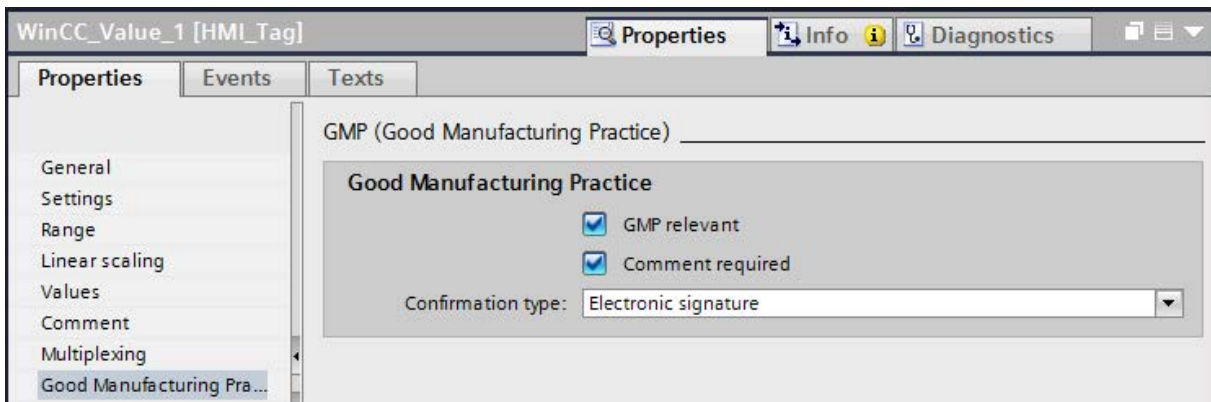 WinCC_Value_1 [HMI_Tag]
Properties
Info
Diagnostics
Properties
Events
Texts
GMP (Good Manufacturing Practice)
General
Settings
Range
Linear scaling
Values
Comment
Multiplexing
Good Manufacturing Pra...
Good Manufacturing Practice
GMP relevant
Comment required
Confirmation type: Electronic signature